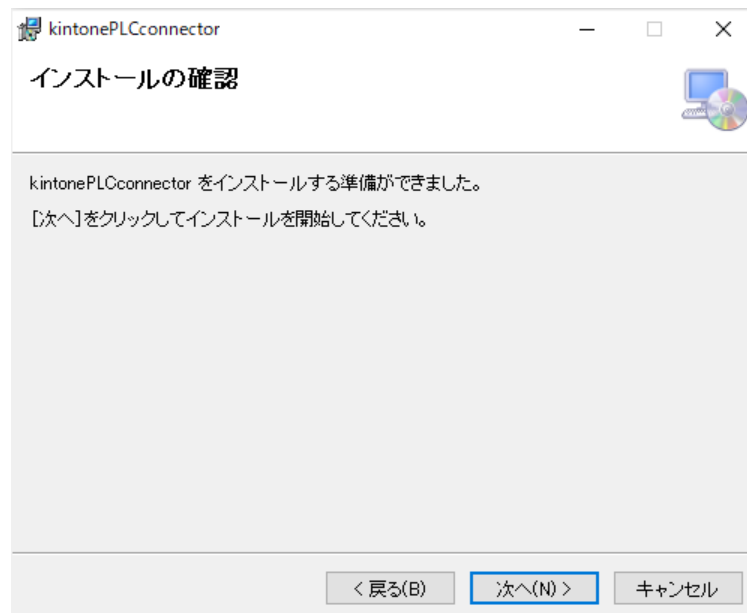 kintonePLCconnector
インストールの確認
kintonePLCconnector をインストールする準備ができました。
[次へ]をクリックしてインストールを開始してください。
< 戻る(B)
次へ(N) >
キャンセル